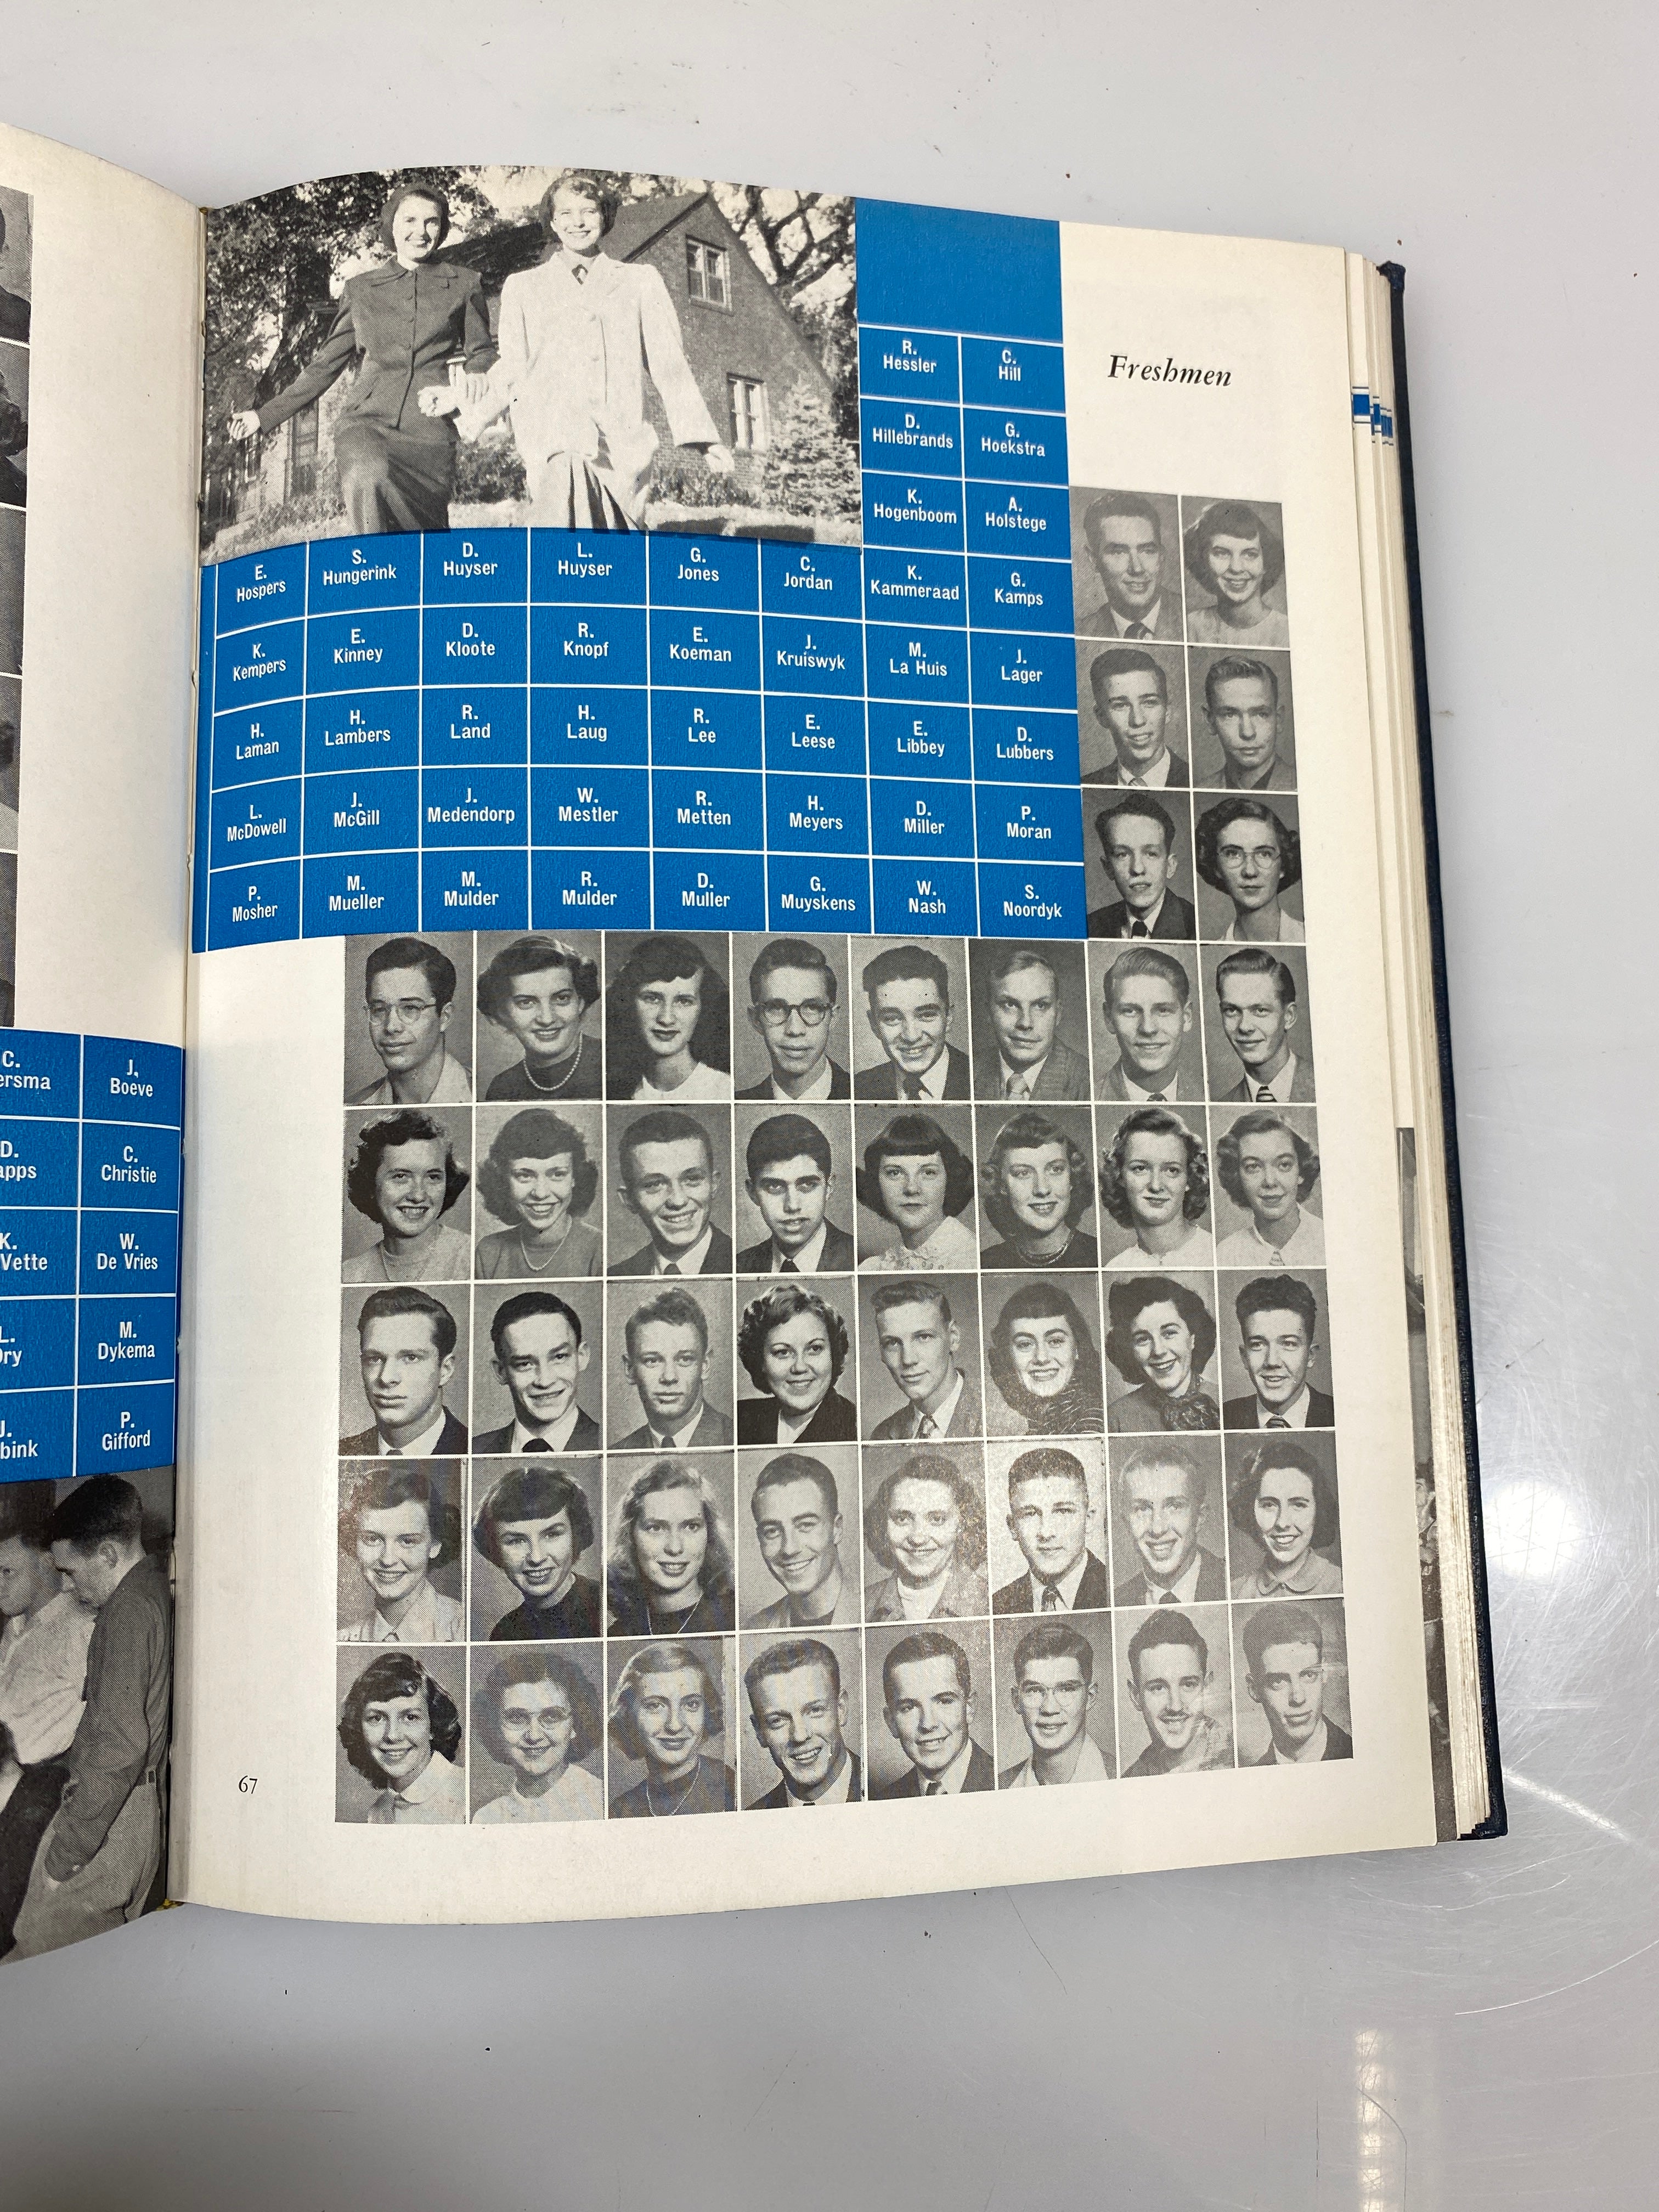 C.
J.
Boeve
D.
C.
Christie
K.
Vette
W.
De Vries
L.
M.
Dykema
J.
P.
Gifford
Freshmen
R.
Hessler
C.
Hill
D.
Hillebrands
G.
Hoekstra
K.
Hogenboom
A.
Holstege
E.
Hospers
S.
Hungerink
D.
Huyser
L.
Huyser
G.
Jones
C.
Jordan
K.
Kammeraad
G.
Kamps
K.
Kempers
E.
Kinney
D.
Kloote
R.
Knopf
E.
Koeman
J.
Kruiswyk
M.
La Huis
J.
Lager
H.
Laman
H.
Lambers
R.
Land
H.
Laug
R.
Lee
E.
Leese
E.
Libbey
D.
Lubbers
L.
McDowell
J.
McGill
J.
Medendorp
W.
Mestler
R.
Metten
H.
Meyers
D.
Miller
P.
Moran
P.
Mosher
M.
Mueller
M.
Mulder
R.
Mulder
D.
Muller
G.
Muyskens
W.
Nash
S.
Noordyk
67